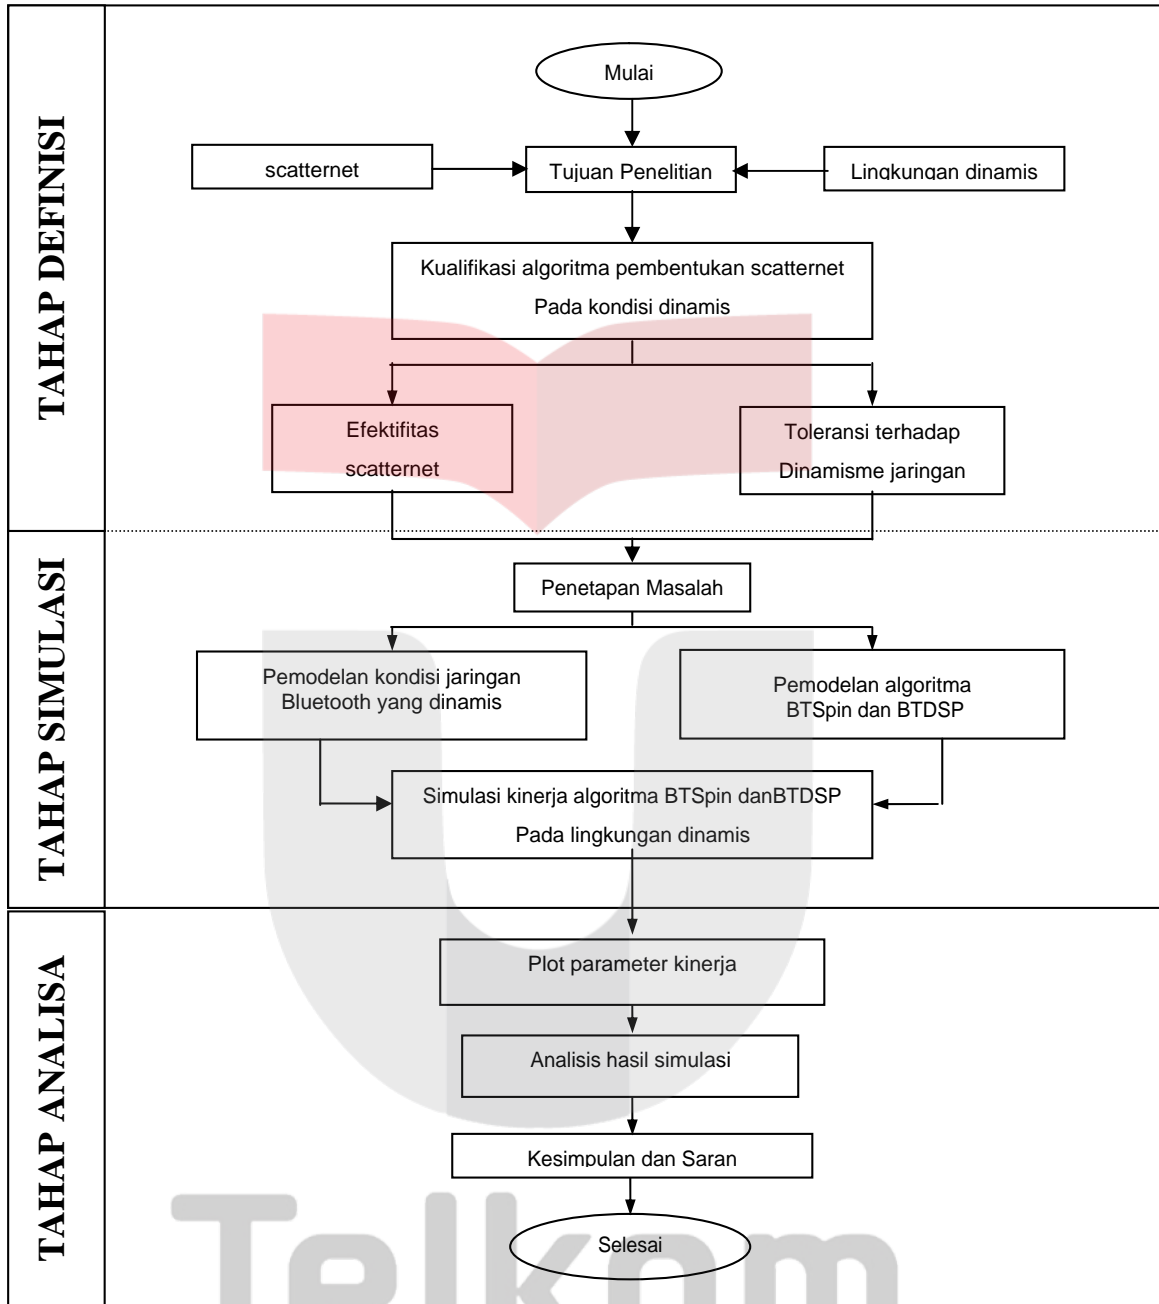 TAHAP DEFINISI
Mulai
scatternet
Tujuan Penelitian
Lingkungan dinamis
Kualifikasi algoritma pembentukan scatternet
Pada kondisi dinamis
Efektifitas
scatternet
Toleransi terhadap
Dinamisme jaringan
TAHAP SIMULASI
Penetapan Masalah
Pemodelan kondisi jaringan
Bluetooth yang dinamis
Pemodelan algoritma
BTSpin dan BTDSP
Simulasi kinerja algoritma BTSpin danBTDSP
Pada lingkungan dinamis
TAHAP ANALISA
Plot parameter kinerja
Analisis hasil simulasi
Kesimpulan dan Saran
Selesai
Telkom